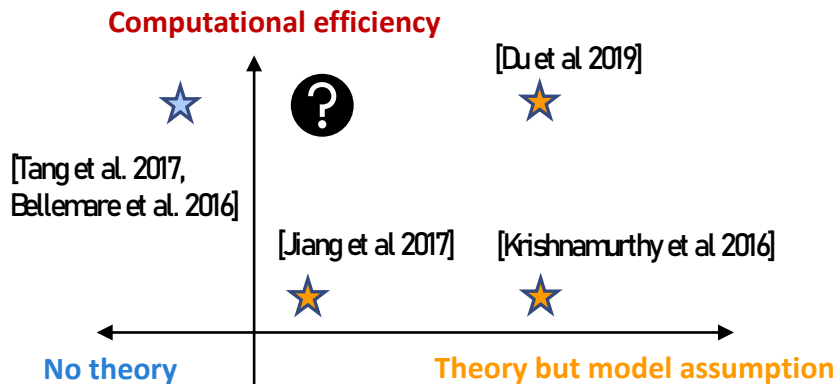 Computational efficiency
[Du et al 2019]
?
[Tang et al. 2017,
Bellemare et al. 2016]
[Jiang et al 2017]
[Krishnamurthy et al 2016]
No theory
Theory but model assumption